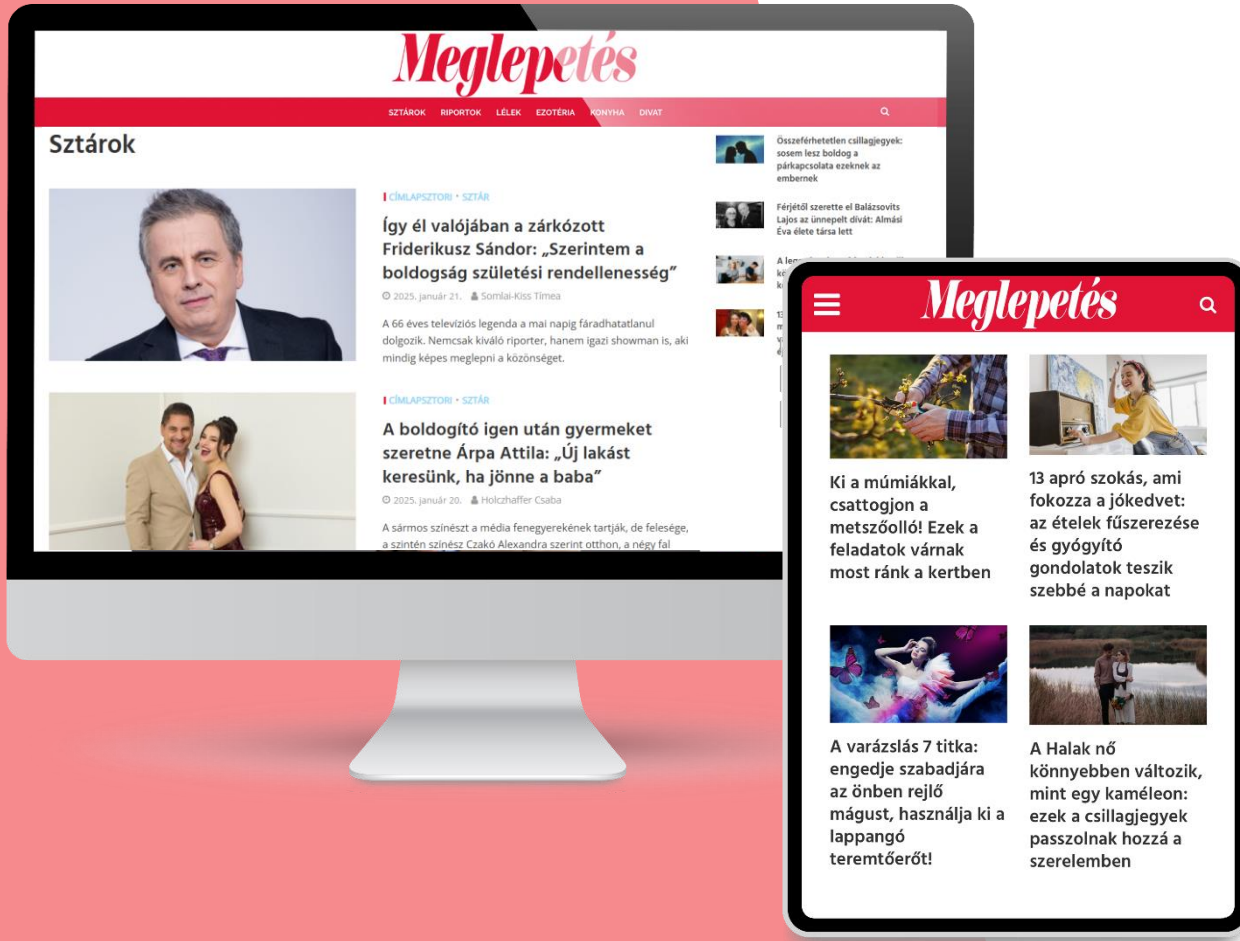 Meglepetés
SZTÁROK RIPORTOK LÉLEK EZOTÉRIA KONYHA DIVAT
Sztárok
CÍMLAPSZTORI • SZTÁR
Így él valójában a zárkózott
Friderikusz Sándor: „Szerintem a
boldogság születési rendellenesség”
2025. január 21. Somlai-Kiss Tímea
A 66 éves televíziós legenda a mai napig fáradhatatlanul
dolgozik. Nemcsak kiváló riporter, hanem igazi showman is, aki
mindig képes meglepni a közönséget.
CÍMLAPSZTORI • SZTÁR
A boldogító igen után gyermeket
szeretne Árpa Attila: „Új lakást
keresünk, ha jönne a baba”
2025. január 20. Holczhaffer Csaba
A sármos színészt a média fenegyerekének tartják, de felesége,
a szintén színész Czakó Alexandra szerint otthon, a négy fal
Összeférhetetlen csillagjegyek:
sosem lesz boldog a
párkapcsolata ezeknek az
embernek
Férjétől szerette el Balázsovits
Lajos az ünnepelt dívát: Almási
Éva élete társa lett
A
13
Meglepetés
Ki a múmiákkal,
csattogjon a
metszőolló! Ezek a
feladatok várnak
most ránk a kertben
13 apró szokás, ami
fokozza a jókedvet:
az ételek fűszerezése
és gyógyító
gondolatok teszik
szebbé a napokat
A varázslás 7 titka:
engedje szabadjára
az önben rejlő
mágust, használja ki a
lappangó
teremtőerőt!
A Halak nő
könnyebben változik,
mint egy kaméleon:
ezek a csillagjegyek
passzolnak hozzá a
szerelemben